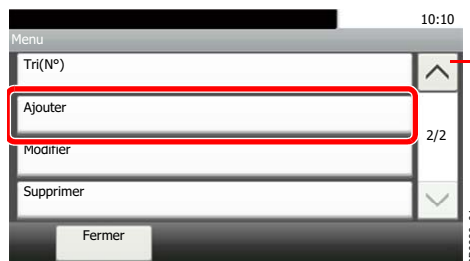 10:10
Menu
Tri(N°)
Ajouter
2/2
Modifier
Supprimer
Fermer